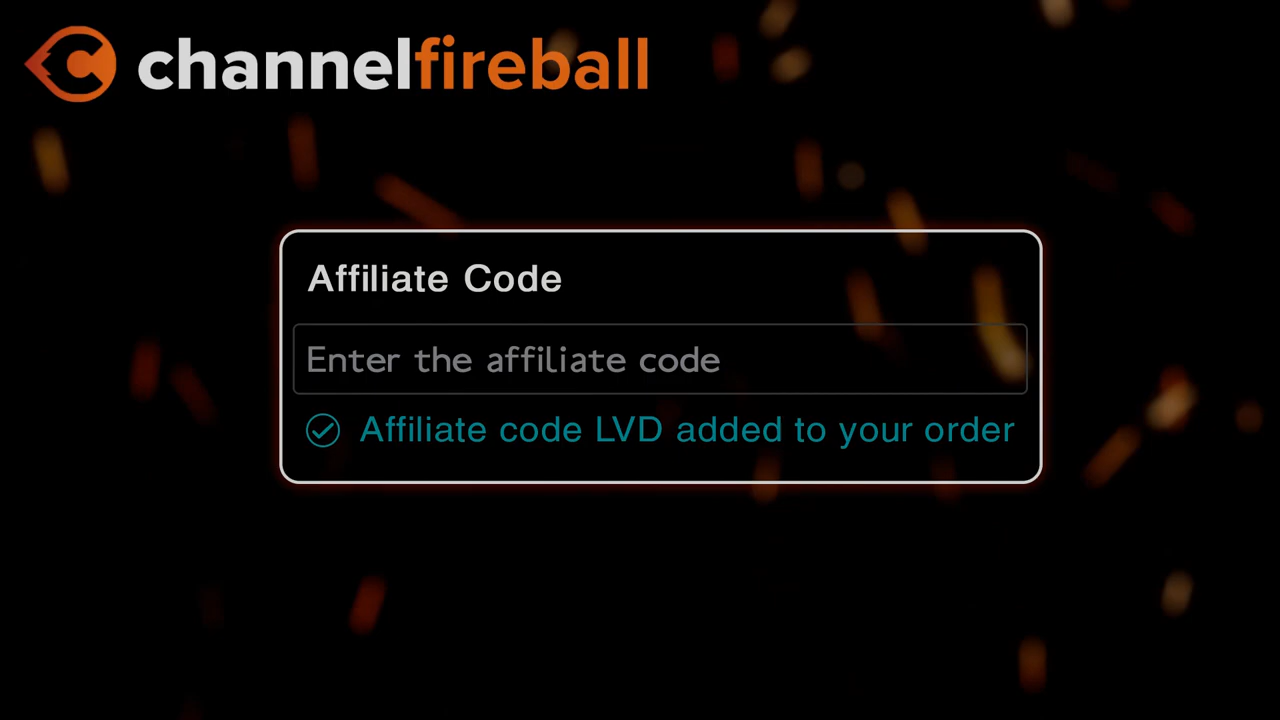 channelfireball
Affiliate Code
Enter the affiliate code
Affiliate code LVD added to your order